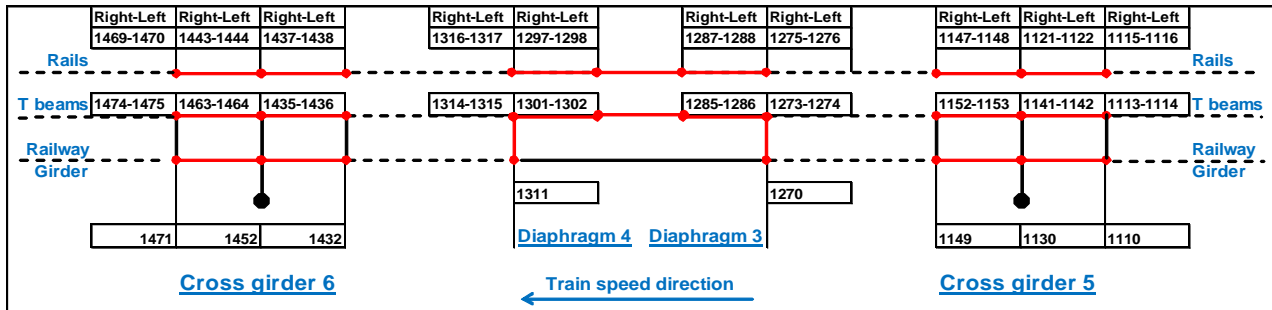 Right-Left Right-Left Right-Left Right-Left Right-Left Right-Left Right-Left Right-Left Right-Left Right-Left
1469-1470 1443-1444 1437-1438 1316-1317 1297-1298 1287-1288 1275-1276 1147-1148 1121-1122 1115-1116
Rails Rails
T beams 1474-1475 1463-1464 1435-1436 1314-1315 1301-1302 1285-1286 1273-1274 1152-1153 1141-1142 1113-1114 T beams
Railway Railway
Girder Girder
1311 1270
1471 1452 1432 Diaphragm 4 Diaphragm 3 1149 1130 1110
Cross girder 6 Train speed direction Cross girder 5